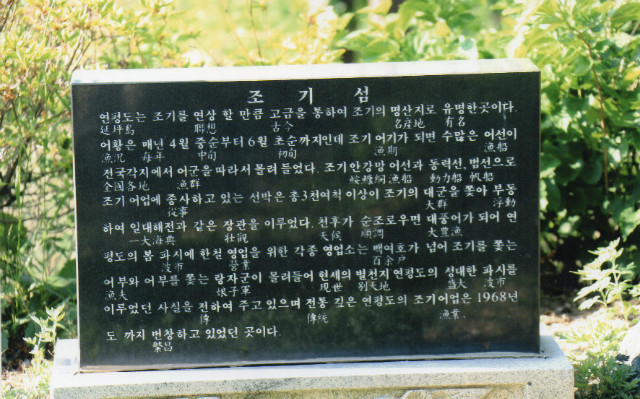 조 기 섬
연평도는 조기를 연상 할 만큼 고금을 통하여 조기의 명산지로 유명한곳이다.
延坪島 聯想 古今 名産地 有名
어황은 매년 4월 중순부터 6월 초순까지인데 조기 어기가 되면 수많은 어선이
漁況 每年 中旬 初旬 漁期 漁船
전국각지에서 어군을 따라서 몰려 들었다. 조기안강망 어선과 동력선, 범선으로
全國各地 漁群 鮟鱇網漁船 動力船 帆船
조기 어업에 종사하고 있는 선박은 총3천여척 이상이 조기의 대군을 쫓아 부동
從事 大群 浮動
하여 일대해전과 같은 장관을 이루었다. 천후가 순조로우면 대풍어가 되어 연
一大海 壯觀 天候 順調 大豊漁
평도의 봄 파시에 한철 영업을 위한 각종 영업소는 백여호가 넘어 조기를 쫓는
波市 營業 百余户
어부와 어부를 쫓는 랑자군이 몰려들어 현세의 별천지 연평도의 성대한 파시를
漁夫 娘子軍 現世 別天地 盛大 波市
이루었던 사실을 전하여 주고 있으며 전통 깊은 연평도의 조기어업은 1968년
傳 傳統 漁業
도 까지 번창하고 있었던 곳이다.
繁昌